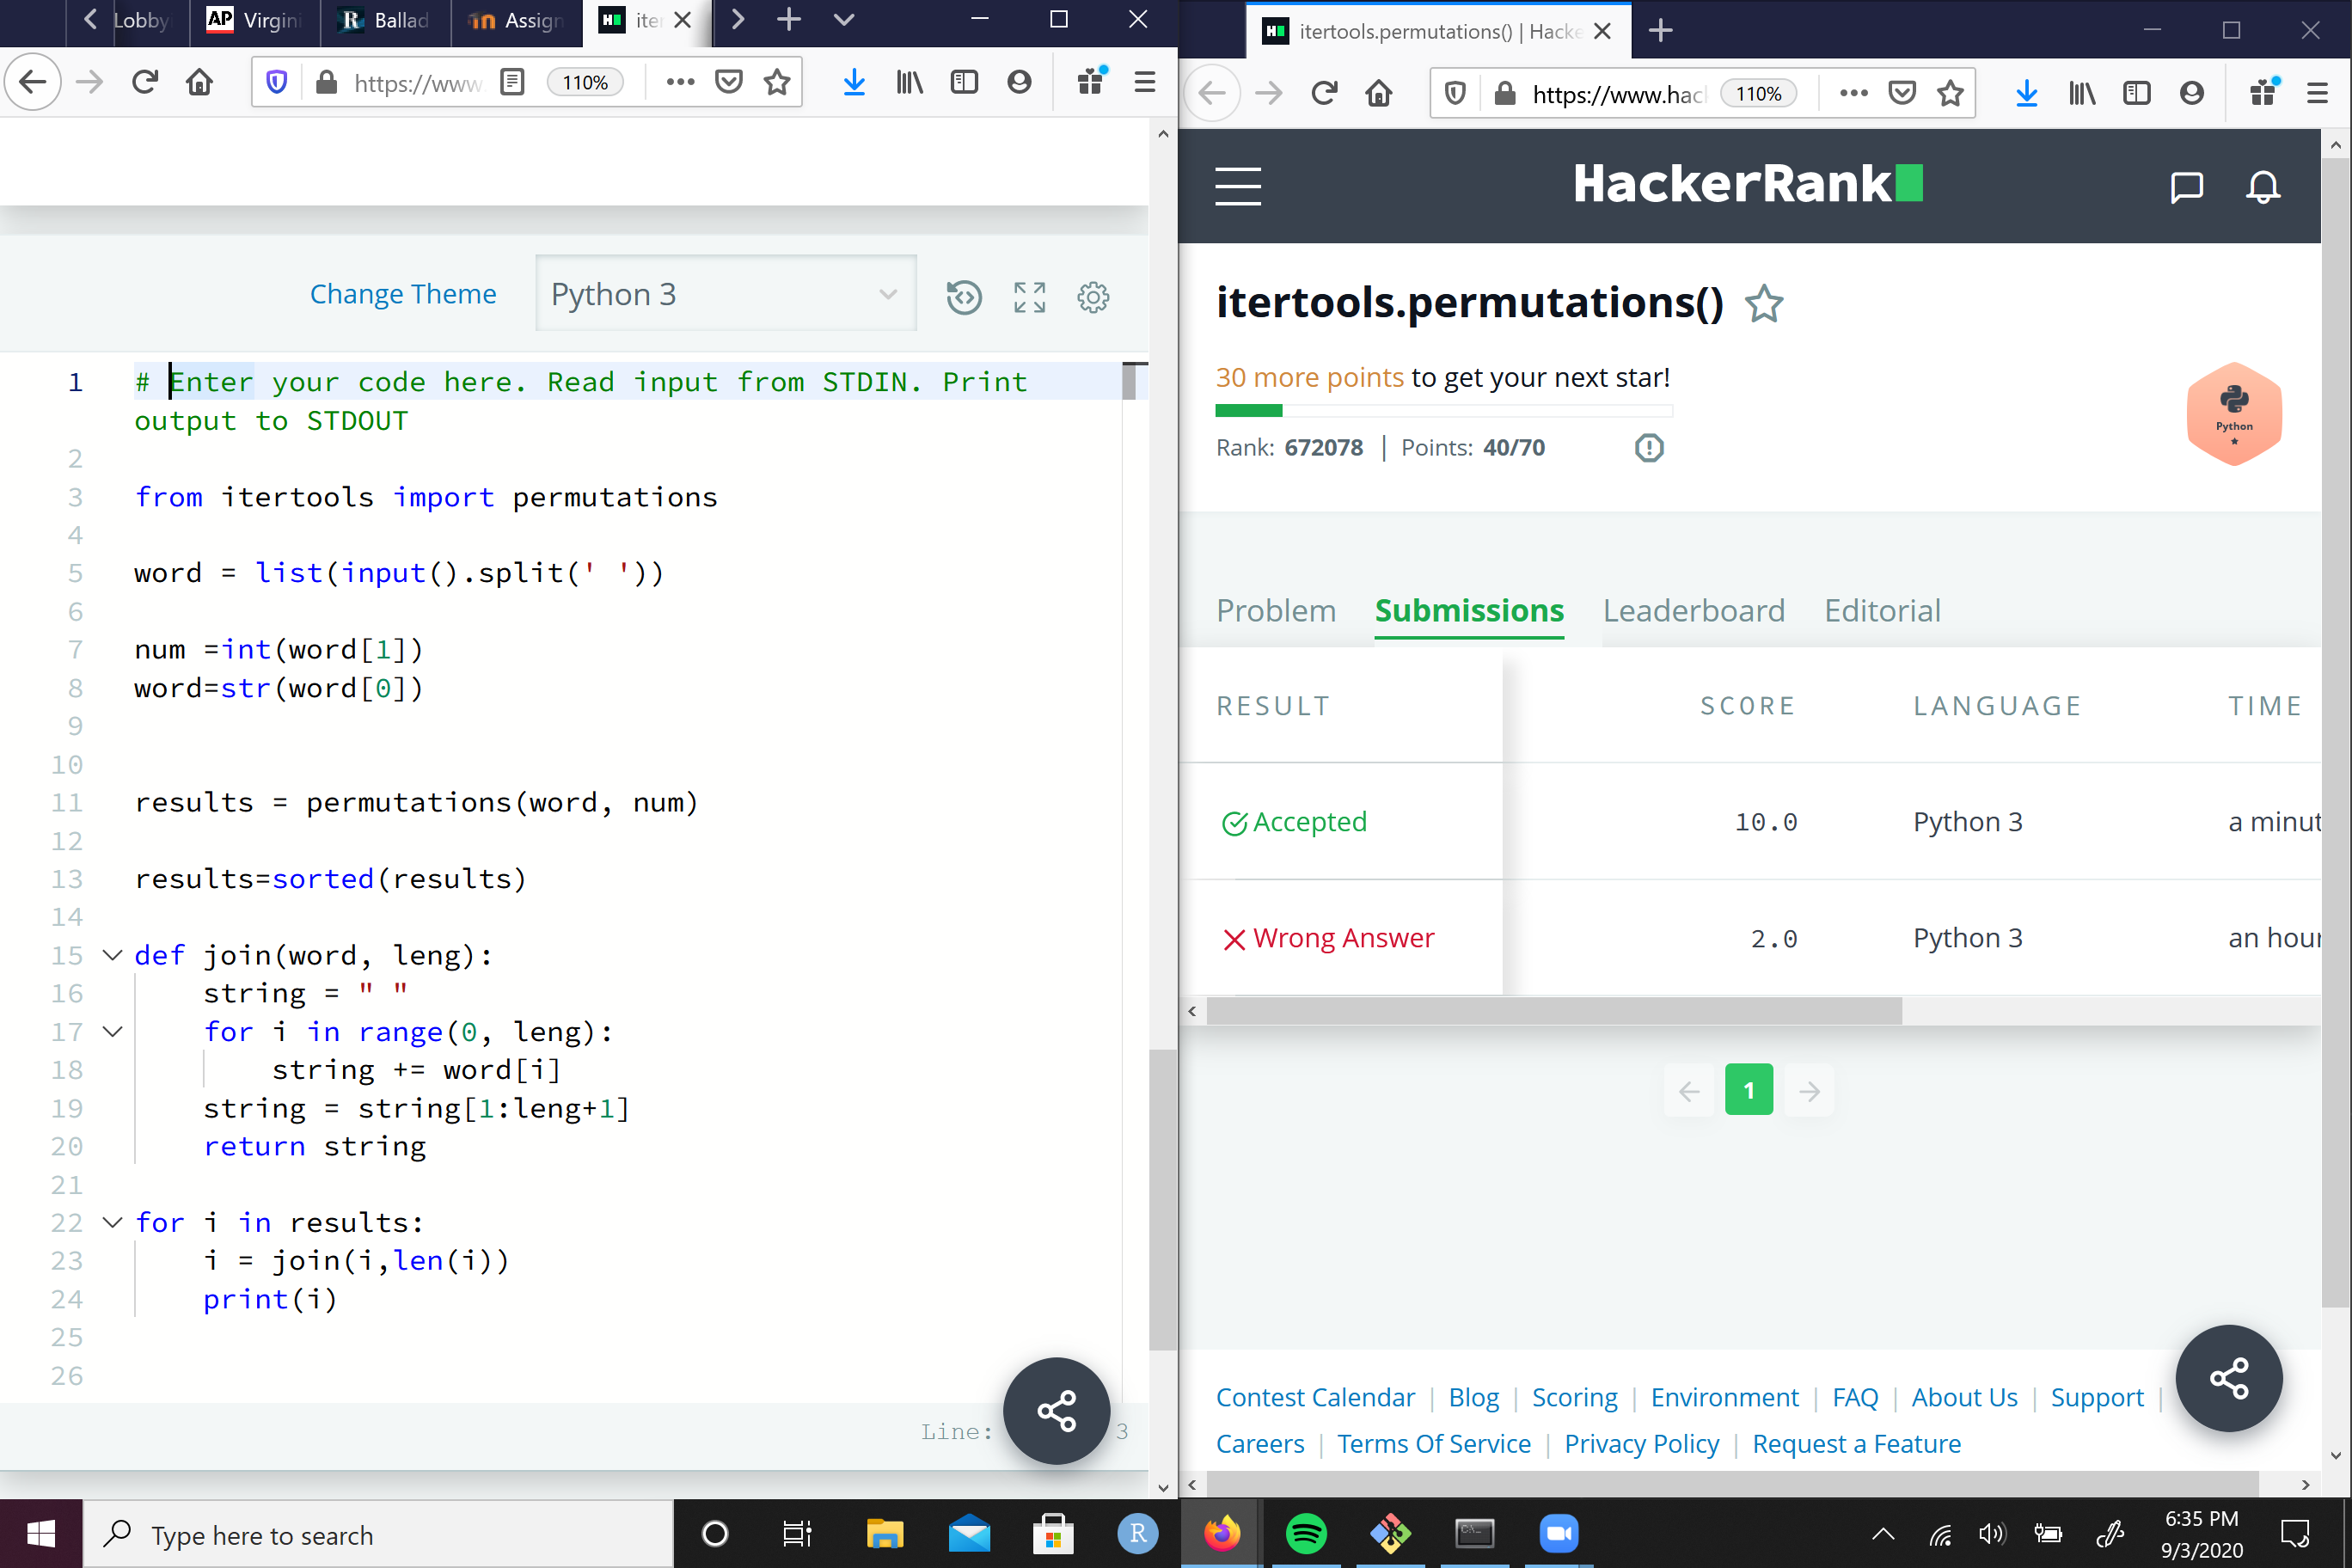 Lobby
Virgini
Ballad
Assign
ite
https://www.
110%
Change Theme
Python 3
1 # Enter your code here. Read input from STDIN. Print
output to STDOUT
2
3 from itertools import permutations
4
5 word = list(input().split(' '))
6
7 num =int(word[1])
8 word=str(word[0])
9
10
11 results = permutations(word, num)
12
13 results=sorted(results)
14
15 def join(word, leng):
16 string = " "
17 for i in range(0, leng):
18 string += word[i]
19 string = string[1:leng+1]
20 return string
21
22 for i in results:
23 i = join(i,len(i))
24 print(i)
25
26
Line: 3
itertools.permutations() | Hacke
https://www.hac
110%
HackerRank
itertools.permutations()
30 more points to get your next star!
Rank: 672078 | Points: 40/70
Python
Problem Submissions Leaderboard Editorial
RESULT SCORE LANGUAGE TIME
Accepted 10.0 Python 3 a minut
Wrong Answer 2.0 Python 3 an hour
1
Contest Calendar | Blog | Scoring | Environment | FAQ | About Us | Support |
Careers | Terms Of Service | Privacy Policy | Request a Feature
Type here to search
6:35 PM
9/3/2020